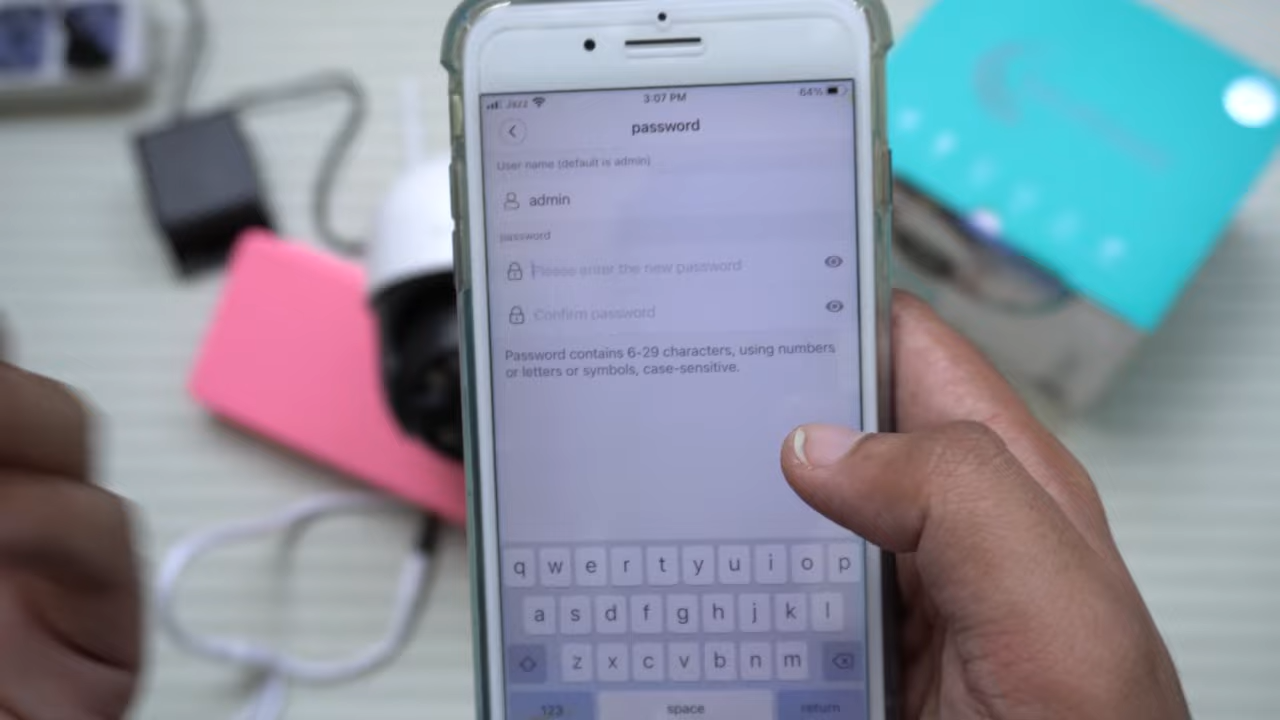 Jazz 3:07 PM 64%
password
User name (default is admin)
admin
password
Please enter the new password
Confirm password
Password contains 6-29 characters, using numbers
or letters or symbols, case-sensitive.
q w e r t y u i o p
a s d f g h j k l
z x c v b n m
123 space return